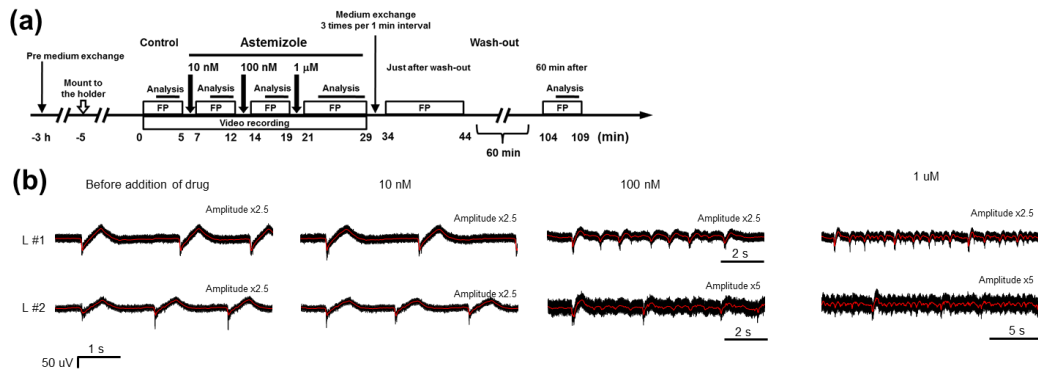 (a)
Medium exchange
3 times per 1 min interval
Control
Astemizole
Wash-out
Pre medium exchange
Mount to
the holder
10 nM
100 nM
1 µM
Just after wash-out
60 min after
Analysis
Analysis
Analysis
Analysis
Analysis
FP
FP
FP
FP
FP
FP
Video recording
-3 h
-5
0
5
7
12
14
19
21
29
34
44
104
109
(min)
60 min
(b)
Before addition of drug
10 nM
100 nM
1 uM
Amplitude x2.5
Amplitude x2.5
Amplitude x2.5
Amplitude x2.5
L #1
2 s
Amplitude x2.5
Amplitude x2.5
Amplitude x5
Amplitude x5
L #2
2 s
5 s
1 s
50 uV